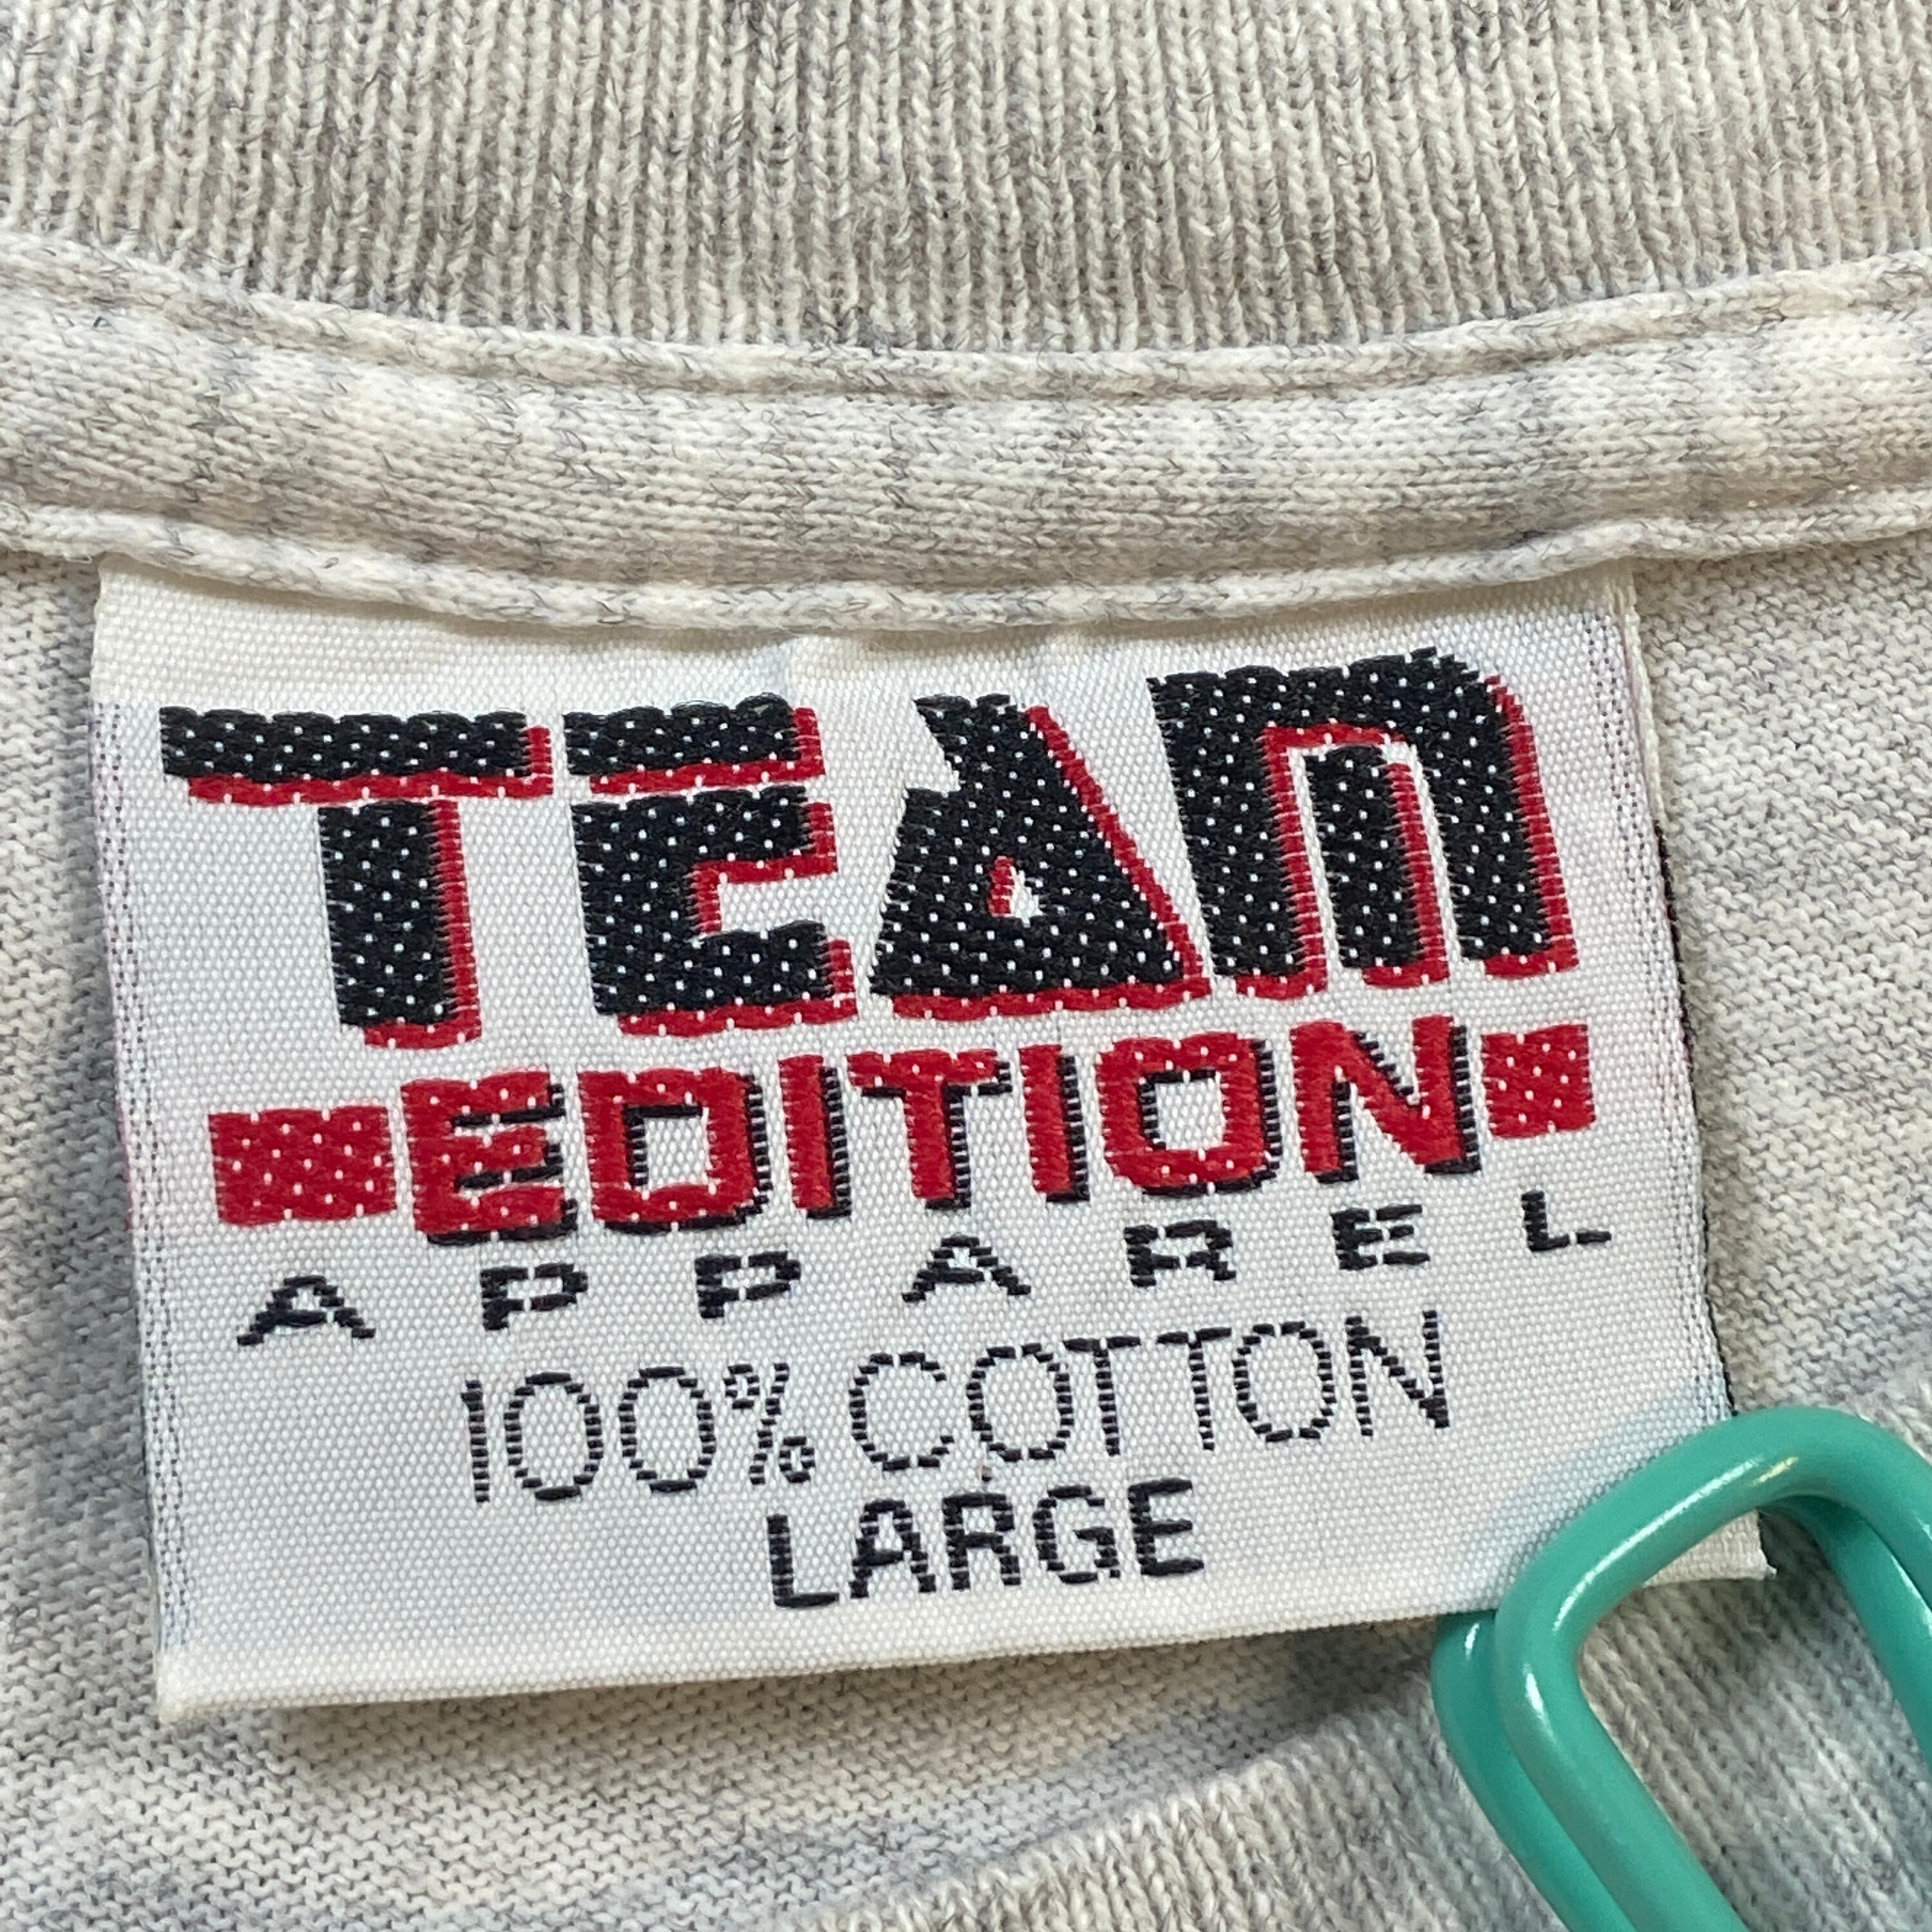 TEAM
EDITION
APPAREL
100% COTTON
LARGE